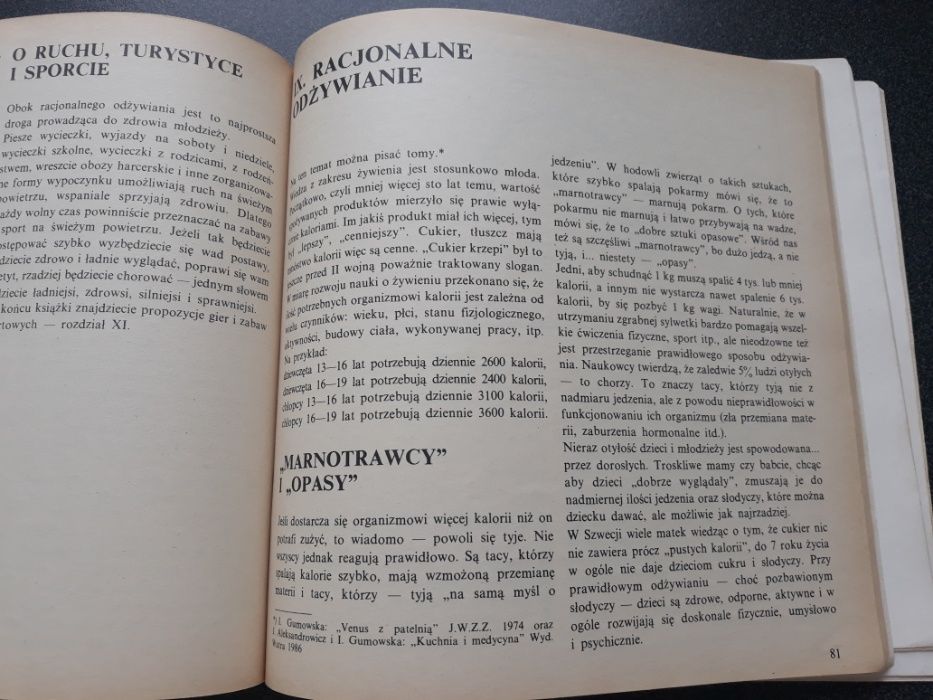 O RUCHU, TURYSTYCE
I SPORCIE
Obok racjonalnego odżywiania jest to najprostsza
droga prowadząca do zdrowia młodzieży.
Piesze wycieczki, wyjazdy na soboty i niedziele,
wycieczki szkolne, wycieczki z rodzicami, z rodzeń-
stwem, wreszcie obozy harcerskie i inne zorganizowa-
ne formy wypoczynku umożliwiają ruch na świeżym
powietrzu, wspaniale sprzyjają zdrowiu. Dlatego
każdy wolny czas powinniście przeznaczać na zabawy
sport na świeżym powietrzu. Jeżeli tak będziecie
postępować szybko wyzbędziecie się wad postawy,
będziecie zdrowo i ładnie wyglądać, poprawi się wam
apetyt, rzadziej będziecie chorować — jednym słowem
będziecie ładniejsi, zdrowsi, silniejsi i sprawniejsi.
końcu książki znajdziecie propozycje gier i zabaw
sportowych — rozdział XI.
IX. RACJONALNE
ODŻYWIANIE
Na ten temat można pisać tomy.*
Wiedza z zakresu żywienia jest stosunkowo młoda.
Początkowo, czyli mniej więcej sto lat temu, wartość
spożywanych produktów mierzyło się prawie wyłą-
cznie kaloriami. Im jakiś produkt miał ich więcej, tym
był „lepszy”, „cenniejszy”. Cukier, tłuszcz mają
mnóstwo kalorii więc są cenne. „Cukier krzepi” był to
jeszcze przed II wojną poważnie traktowany slogan.
W miarę rozwoju nauki o żywieniu przekonano się, że
ilość potrzebnych organizmowi kalorii jest zależna od
wielu czynników: wieku, płci, stanu fizjologicznego,
aktywności, budowy ciała, wykonywanej pracy, itp.
Na przykład:
dziewczęta 13—16 lat potrzebują dziennie 2600 kalorii,
dziewczęta 16—19 lat potrzebują dziennie 2400 kalorii,
chłopcy 13—16 lat potrzebują dziennie 3100 kalorii,
chłopcy 16—19 lat potrzebują dziennie 3600 kalorii.
„MARNOTRAWCY”
I „OPASY”
Jeśli dostarcza się organizmowi więcej kalorii niż on
potrafi zużyć, to wiadomo — powoli się tyje. Nie
wszyscy jednak reagują prawidłowo. Są tacy, którzy
spalają kalorie szybko, mają wzmożoną przemianę
materii i tacy, którzy — tyją „na samą myśl o
*/ I. Gumowska: „Venus z patelnią” J.W.Z.Z. 1974 oraz
J. Aleksandrowicz i I. Gumowska: „Kuchnia i medycyna” Wyd.
Watra 1986
jedzeniu”. W hodowli zwierząt o takich sztukach,
które szybko spalają pokarmy mówi się, że to
„marnotrawcy” — marnują pokarm. O tych, które
pokarmu nie marnują i łatwo przybywają na wadze,
mówi się, że to „dobre sztuki opasowe”. Wśród nas
też są szczęśliwi „marnotrawcy”, bo dużo jedzą, a nie
tyją, i... niestety — „opasy”.
Jedni, aby schudnąć 1 kg muszą spalić 4 tys. lub mniej
kalorii, a innym nie wystarcza nawet spalenie 6 tys.
kalorii, by się pozbyć 1 kg wagi. Naturalnie, że w
utrzymaniu zgrabnej sylwetki bardzo pomagają wszel-
kie ćwiczenia fizyczne, sport itp., ale nieodzowne też
jest przestrzeganie prawidłowego sposobu odżywia-
nia. Naukowcy twierdzą, że zaledwie 5% ludzi otyłych
— to chorzy. To znaczy tacy, którzy tyją nie z
nadmiaru jedzenia, ale z powodu nieprawidłowości w
funkcjonowaniu ich organizmu (zła przemiana mate-
rii, zaburzenia hormonalne itd.).
Nieraz otyłość dzieci i młodzieży jest spowodowana...
przez dorosłych. Troskliwe mamy czy babcie, chcąc
aby dzieci „dobrze wyglądały”, zmuszają je do
nadmiernej ilości jedzenia oraz słodyczy, które można
dziecku dawać, ale możliwie jak najrzadziej.
W Szwecji wiele matek wiedząc o tym, że cukier nic
nie zawiera prócz „pustych kalorii”, do 7 roku życia
w ogóle nie daje dzieciom cukru i słodyczy. Przy
prawidłowym odżywianiu — choć pozbawionym
słodyczy — dzieci są zdrowe, odporne, aktywne i w
ogóle rozwijają się doskonale fizycznie, umysłowo
i psychicznie.
81